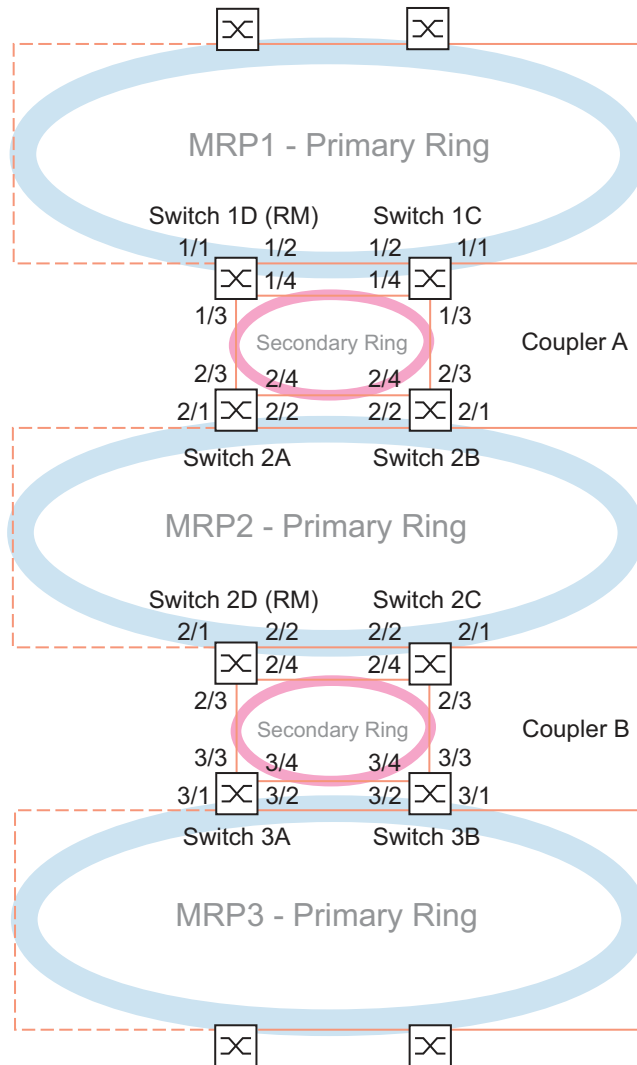 MRP1 - Primary Ring
Switch 1D (RM) Switch 1C
1/1 1/2 1/2 1/1
1/4 1/4
1/3 1/3
Secondary Ring Coupler A
2/3 2/4 2/4 2/3
2/1 2/2 2/2 2/1
Switch 2A Switch 2B
MRP2 - Primary Ring
Switch 2D (RM) Switch 2C
2/1 2/2 2/2 2/1
2/4 2/4
2/3 2/3
Secondary Ring Coupler B
3/3 3/4 3/4 3/3
3/1 3/2 3/2 3/1
Switch 3A Switch 3B
MRP3 - Primary Ring